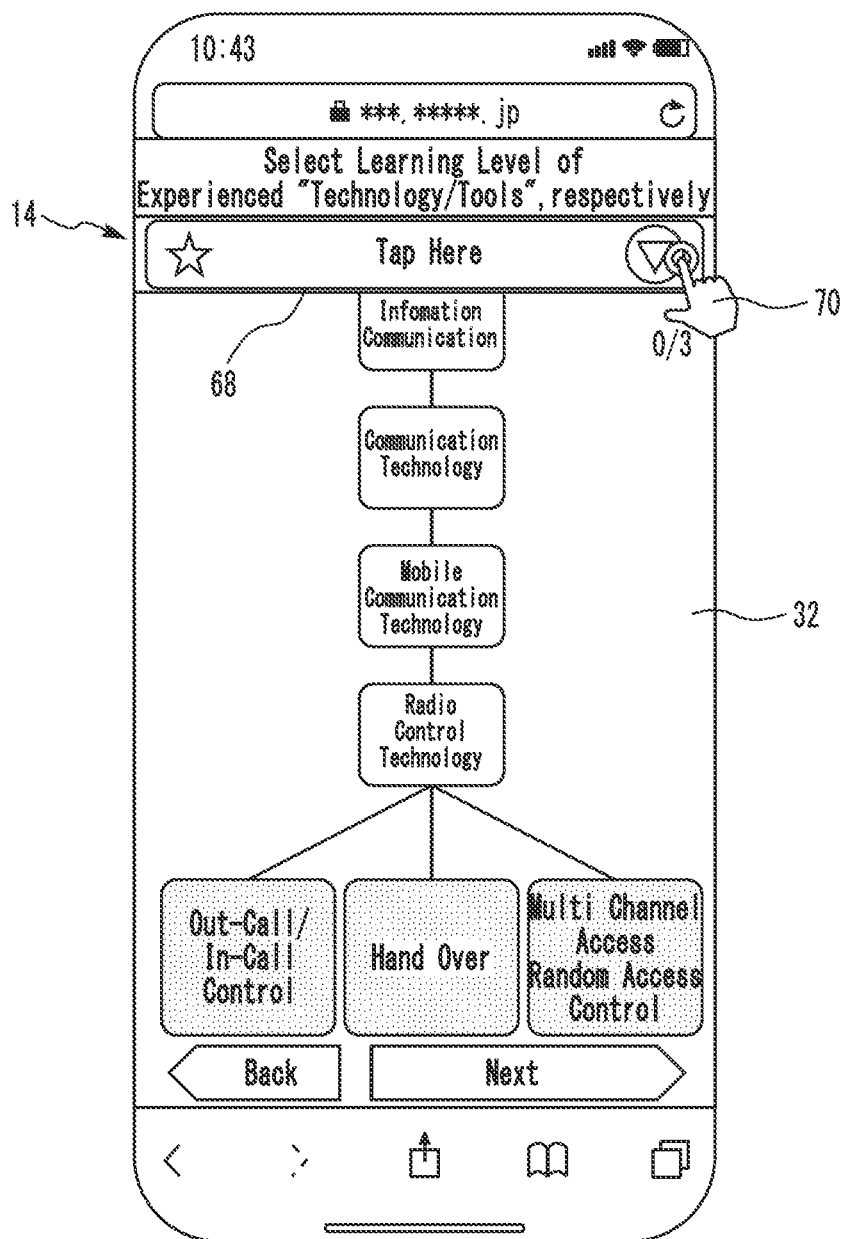 10:43
***.*****.jp
Select Learning Level of
Experienced "Technology/Tools", respectively
14
Tap Here
70
0/3
68
Infomation
Communication
Communication
Technology
Mobile
Communication
Technology
32
Radio
Control
Technology
Out-Call/
In-Call
Control
Hand Over
Multi Channel
Access
Random Access
Control
Back
Next